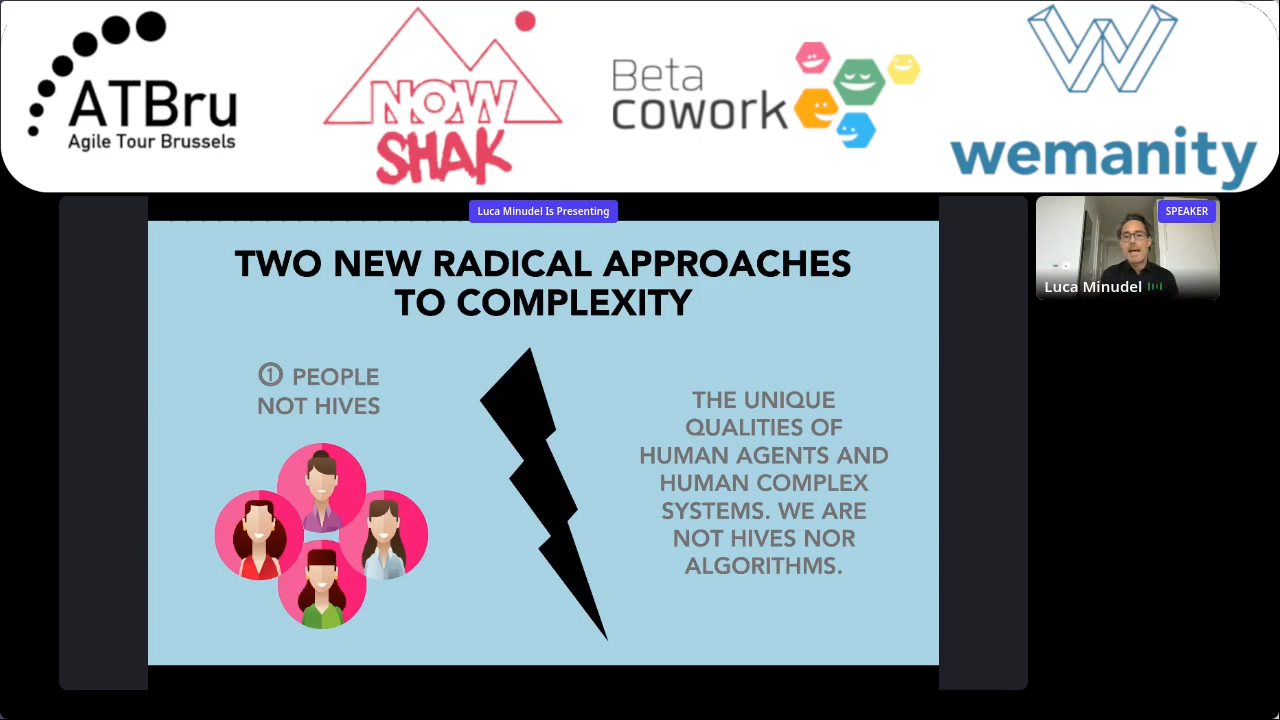 ATBru
Agile Tour Brussels
NOW
SHAK
Beta
cowork
wemanity
Luca Minudel Is Presenting
SPEAKER
Luca Minudel
TWO NEW RADICAL APPROACHES
TO COMPLEXITY
① PEOPLE
NOT HIVES
THE UNIQUE
QUALITIES OF
HUMAN AGENTS AND
HUMAN COMPLEX
SYSTEMS. WE ARE
NOT HIVES NOR
ALGORITHMS.